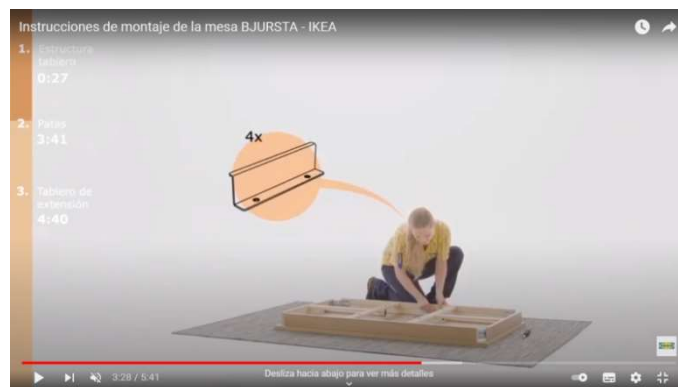 Instrucciones de montaje de la mesa BJURSTA - IKEA
1. Estructura
tablero
0:27
2. Patas
3:41
3. Tablero de
extensión
4:40
4x
3:28 / 5:41
Desliza hacia abajo para ver más detalles